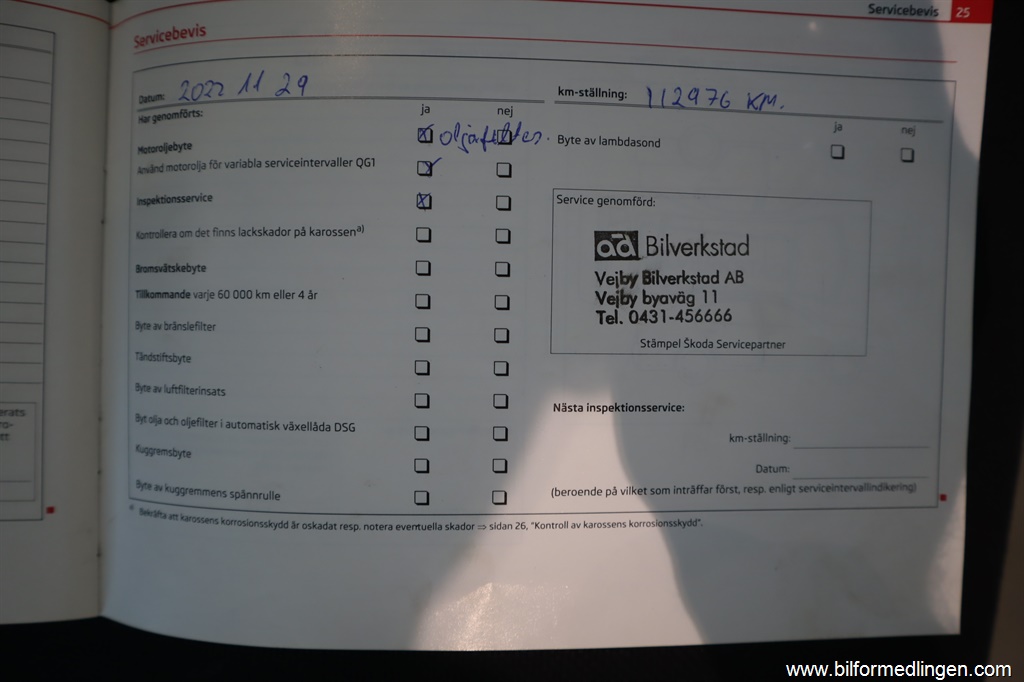 Servicebevis 25
Servicebevis
Datum: 2022 11 29
km-ställning: 112976 KM.
Har genomförts:
ja nej
ja nej
Motoroljebyte
Byte av lambdasond
Använd motorolja för variabla serviceintervaller QG1
Inspektionsservice
Kontrollera om det finns lackskador på karossen a)
Bromsvätskebyte
Tillkommande varje 60 000 km eller 4 år
Byte av bränslefilter
Tändstiftsbyte
Byte av luftfilterinsats
Byt olja och oljefilter i automatisk växellåda DSG
Kuggremsbyte
Byte av kuggremmens spännrulle
Service genomförd:
ad Bilverkstad
Vejby Bilverkstad AB
Vejby byaväg 11
Tel. 0431-456666
Stämpel Škoda Servicepartner
Nästa inspektionsservice:
km-ställning:
Datum:
(beroende på vilket som inträffar först, resp. enligt serviceintervallindikering)
a) Bekräfta att karossens korrosionsskydd är oskadat resp. notera eventuella skador ⇒ sidan 26, "Kontroll av karossens korrosionsskydd".
www.bilformedlingen.com